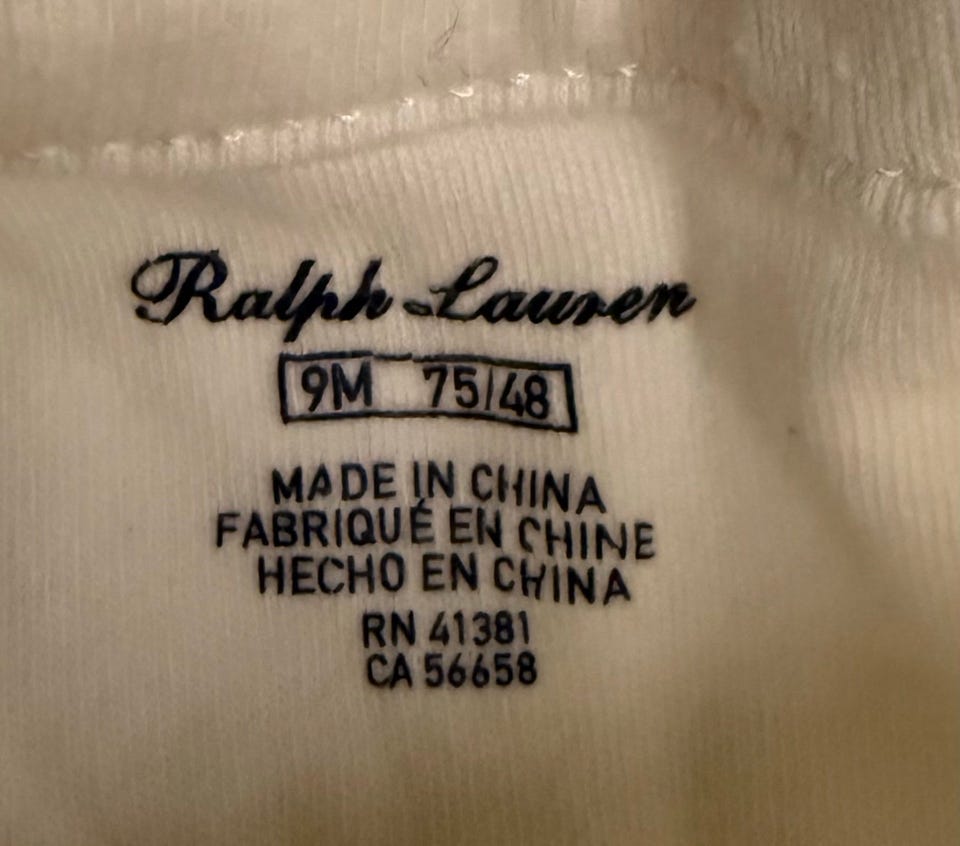 Ralph Lauren
9M 75/48
MADE IN CHINA
FABRIQUÉ EN CHINE
HECHO EN CHINA
RN 41381
CA 56658